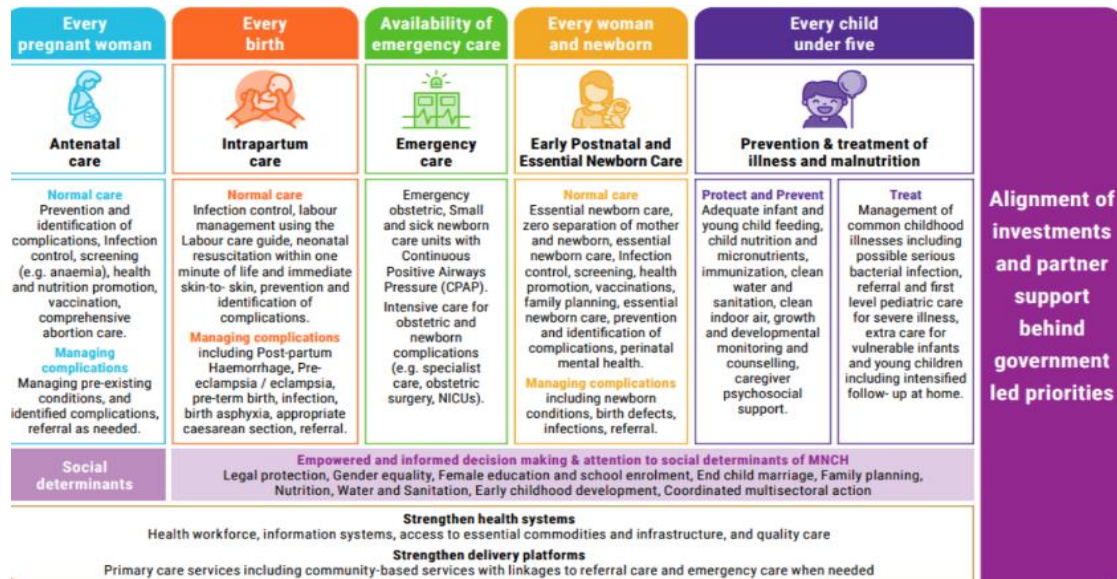 Every
pregnant woman
Every
birth
Availability of
emergency care
Every woman
and newborn
Every child
under five
Antenatal
care
Intrapartum
care
Emergency
care
Early Postnatal and
Essential Newborn Care
Prevention & treatment of
illness and malnutrition
Normal care
Prevention and
identification of
complications, Infection
control, screening
(e.g. anaemia), health
and nutrition promotion,
vaccination,
comprehensive
abortion care.
Managing
complications
Managing pre-existing
conditions, and
identified complications,
referral as needed.
Normal care
Infection control, labour
management using the
Labour care guide, neonatal
resuscitation within one
minute of life and immediate
skin-to- skin, prevention and
identification of
complications.
Managing complications
including Post-partum
Haemorrhage, Pre-
eclampsia / eclampsia,
pre-term birth, infection,
birth asphyxia, appropriate
caesarean section, referral.
Emergency
obstetric, Small
and sick newborn
care units with
Continuous
Positive Airways
Pressure (CPAP).
Intensive care for
obstetric and
newborn
complications
(e.g. specialist
care, obstetric
surgery, NICUs).
Normal care
Essential newborn care,
zero separation of mother
and newborn, essential
newborn care, Infection
control, screening, health
promotion, vaccinations,
family planning, essential
newborn care, prevention
and identification of
complications, perinatal
mental health.
Managing complications
including newborn
conditions, birth defects,
infections, referral.
Protect and Prevent
Adequate infant and
young child feeding,
child nutrition and
micronutrients,
immunization, clean
water and
sanitation, clean
indoor air, growth
and developmental
monitoring and
counselling,
caregiver
psychosocial
support.
Treat
Management of
common childhood
illnesses including
possible serious
bacterial infection,
referral and first
level pediatric care
for severe illness,
extra care for
vulnerable infants
and young children
including intensified
follow- up at home.
Alignment of
investments
and partner
support
behind
government
led priorities
Social
determinants
Empowered and informed decision making & attention to social determinants of MNCH
Legal protection, Gender equality, Female education and school enrolment, End child marriage, Family planning,
Nutrition, Water and Sanitation, Early childhood development, Coordinated multisectoral action
Strengthen health systems
Health workforce, information systems, access to essential commodities and infrastructure, and quality care
Strengthen delivery platforms
Primary care services including community-based services with linkages to referral care and emergency care when needed